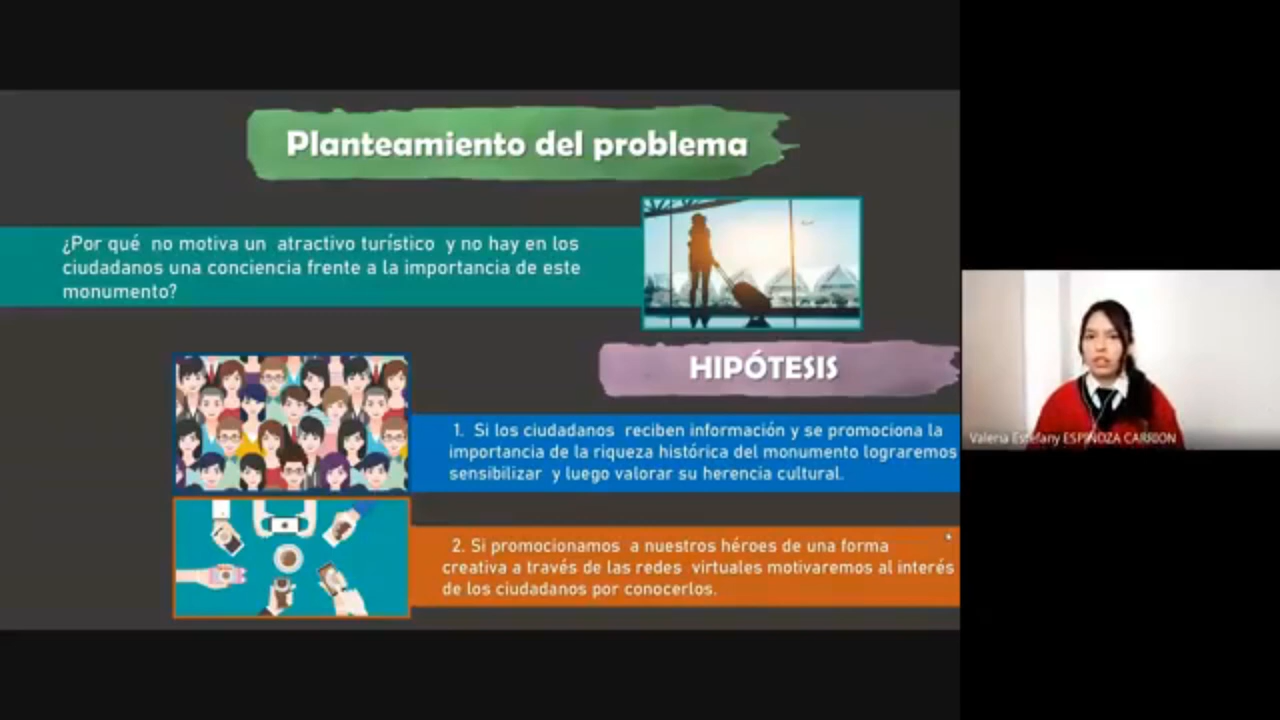 Planteamiento del problema
¿Por qué no motiva un atractivo turístico y no hay en los
ciudadanos una conciencia frente a la importancia de este
monumento?
HIPÓTESIS
1. Si los ciudadanos reciben información y se promociona la
importancia de la riqueza histórica del monumento lograremos
sensibilizar y luego valorar su herencia cultural.
2. Si promocionamos a nuestros héroes de una forma
creativa a través de las redes virtuales motivaremos al interés
de los ciudadanos por conocerlos.
Valeria Estefany ESPINOZA CARRION